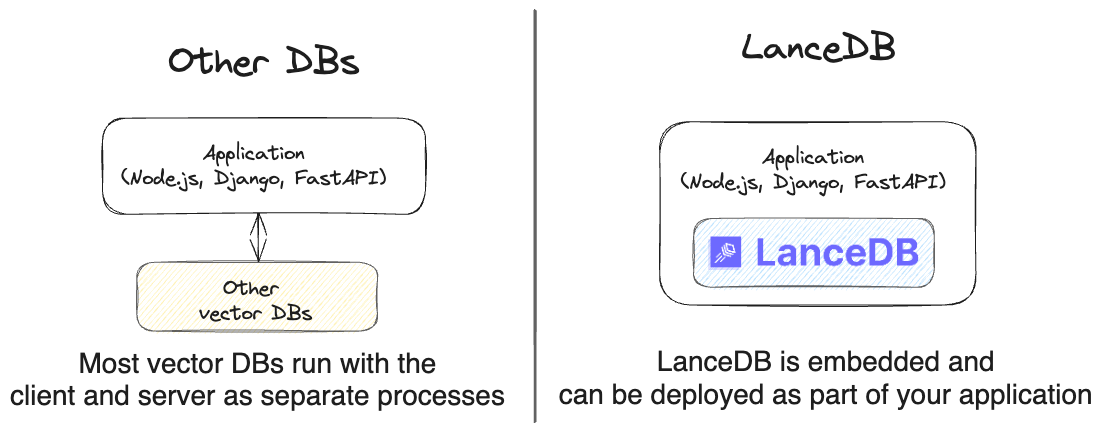 Other DBs
Application
(Node.js, Django, FastAPI)
Other
vector DBs
Most vector DBs run with the
client and server as separate processes
LanceDB
Application
(Node.js, Django, FastAPI)
LanceDB
LanceDB is embedded and
can be deployed as part of your application